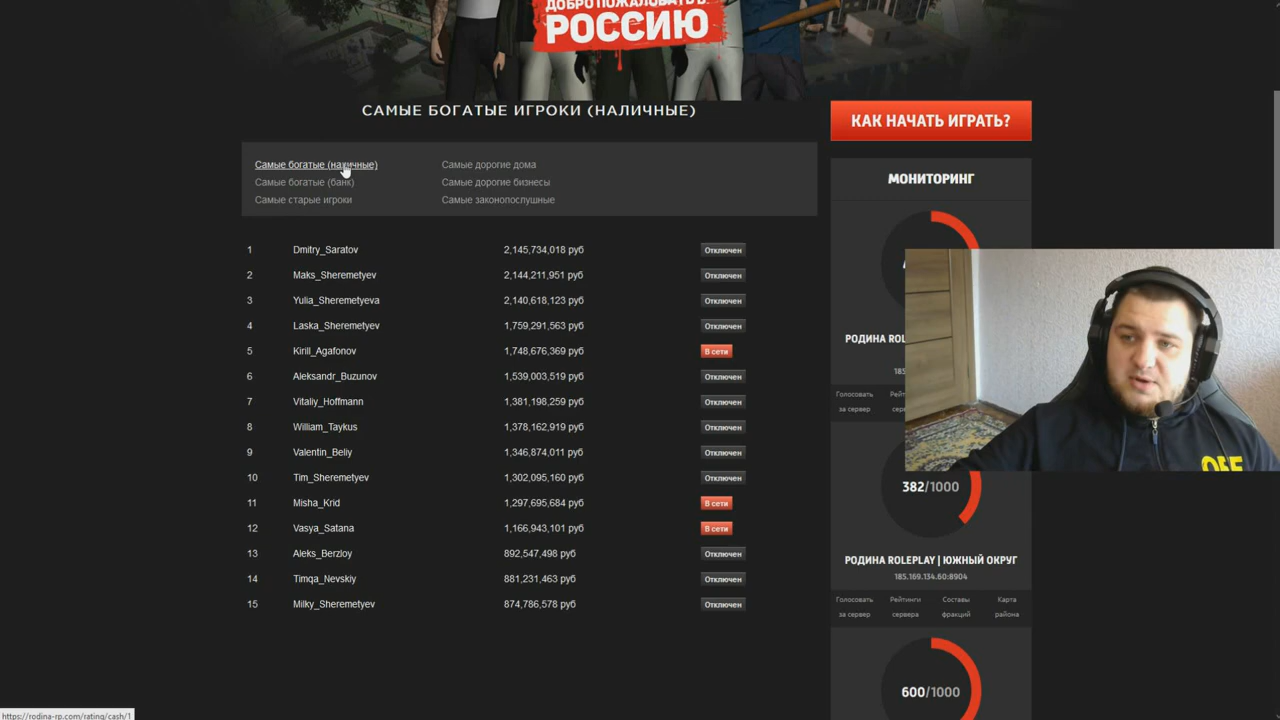 ДОБРО ПОЖАЛОВАТЬ В
РОССИЮ
САМЫЕ БОГАТЫЕ ИГРОКИ (НАЛИЧНЫЕ)
Самые богатые (наличные)
Самые дорогие дома
Самые богатые (банк)
Самые дорогие бизнесы
Самые старые игроки
Самые законопослушные
1 Dmitry_Saratov 2,145,734,018 руб Отключен
2 Maks_Sheremetyev 2,144,211,951 руб Отключен
3 Yulia_Sheremetyeva 2,140,618,123 руб Отключен
4 Laska_Sheremetyev 1,759,291,563 руб Отключен
5 Kirill_Agafonov 1,748,676,369 руб В сети
6 Aleksandr_Buzunov 1,539,003,519 руб Отключен
7 Vitaliy_Hoffmann 1,381,198,259 руб Отключен
8 William_Taykus 1,378,162,919 руб Отключен
9 Valentin_Beliy 1,346,874,011 руб Отключен
10 Tim_Sheremetyev 1,302,095,160 руб Отключен
11 Misha_Krid 1,297,695,684 руб В сети
12 Vasya_Satana 1,166,943,101 руб В сети
13 Aleks_Berzloy 892,547,498 руб Отключен
14 Timqa_Nevskiy 881,231,463 руб Отключен
15 Milky_Sheremetyev 874,786,578 руб Отключен
КАК НАЧАТЬ ИГРАТЬ?
МОНИТОРИНГ
РОДИНА
185
Голосовать
за сервер
382/1000
РОДИНА ROLEPLAY | ЮЖНЫЙ ОКРУГ
185.169.134.60:8904
Голосовать Рейтинги Составы Карта
за сервер сервера фракций района
600/1000
https://rodina-rp.com/rating/cash/1